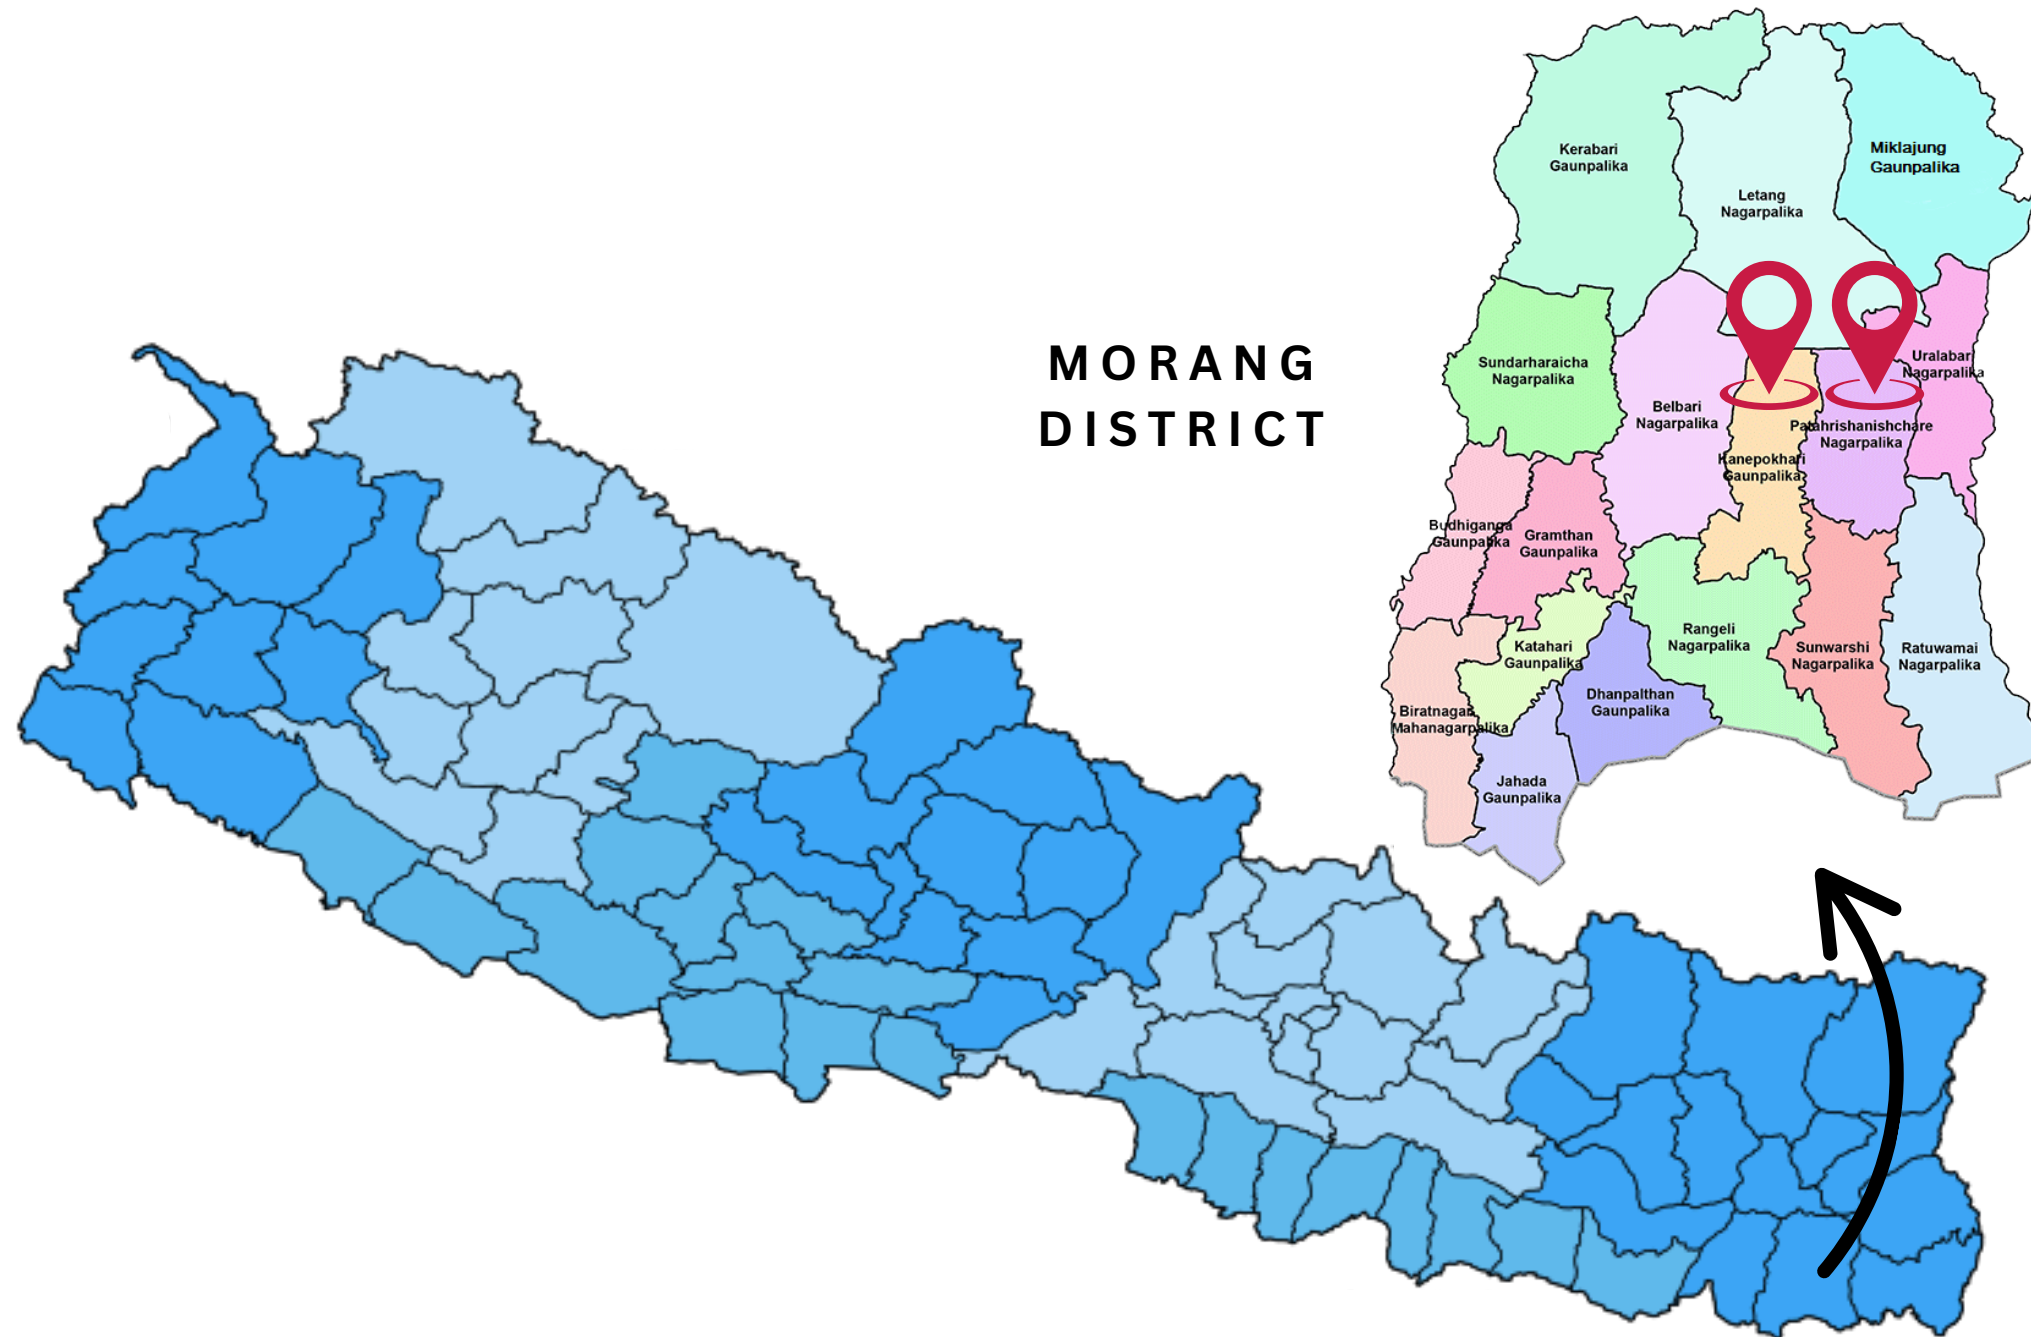 MORANG
DISTRICT
Kerabari
Gaunpalika
Miklajung
Gaunpalika
Letang
Nagarpalika
Sundarharaicha
Nagarpalika
Belbari
Nagarpalika
Uralabari
Nagarpalika
Patahrishanishchare
Nagarpalika
Kanepokhari
Gaunpalika
Budhiganga
Gaunpalika
Gramthan
Gaunpalika
Katahari
Gaunpalika
Rangeli
Nagarpalika
Sunwarshi
Nagarpalika
Ratuwamai
Nagarpalika
Dhanpalthan
Gaunpalika
Biratnagar
Mahanagarpalika
Jahada
Gaunpalika